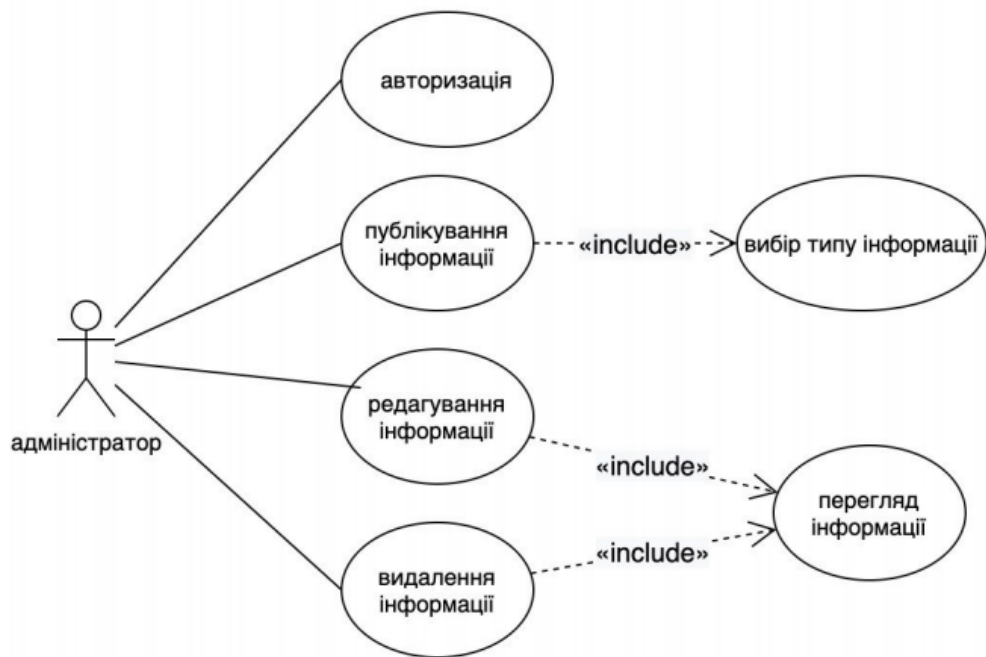 авторизація
публікування
інформації
«include»
вибір типу інформації
адміністратор
редагування
інформації
«include»
перегляд
інформації
«include»
видалення
інформації